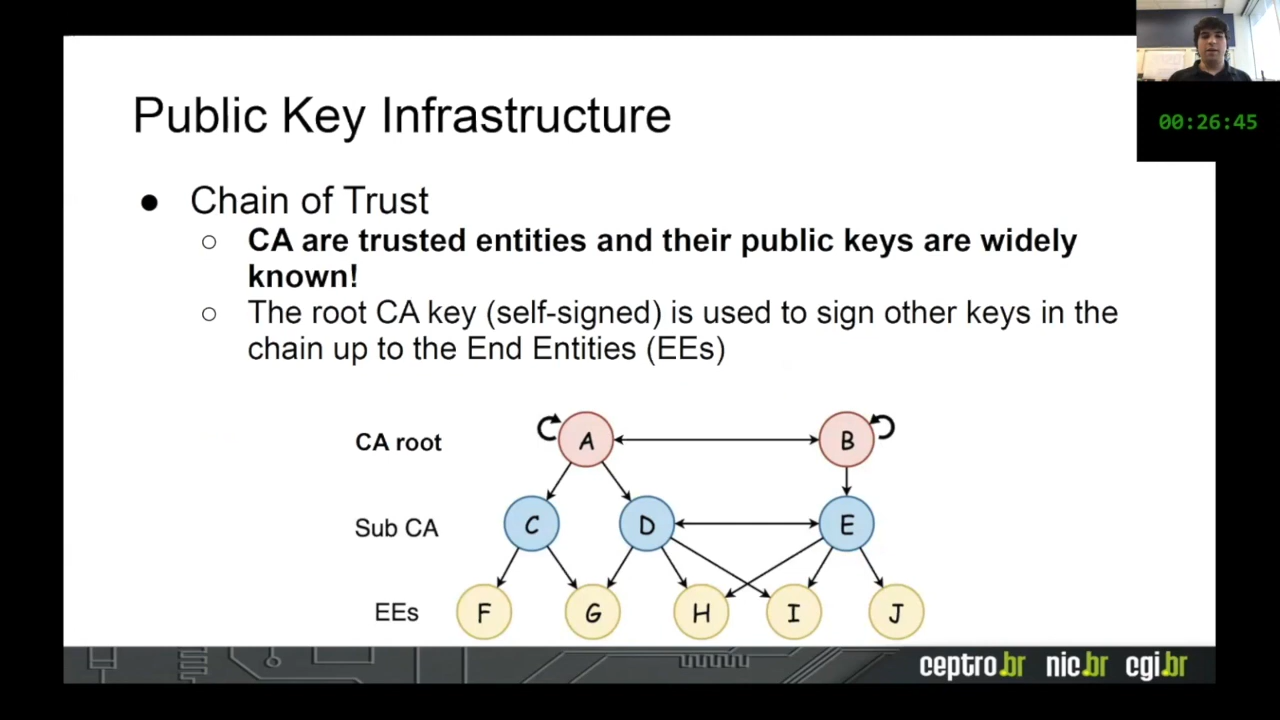 Public Key Infrastructure
00:26:45
● Chain of Trust
○ CA are trusted entities and their public keys are widely
known!
○ The root CA key (self-signed) is used to sign other keys in the
chain up to the End Entities (EEs)
CA root A B
Sub CA C D E
EEs F G H I J
ceptro.br nic.br cgi.br